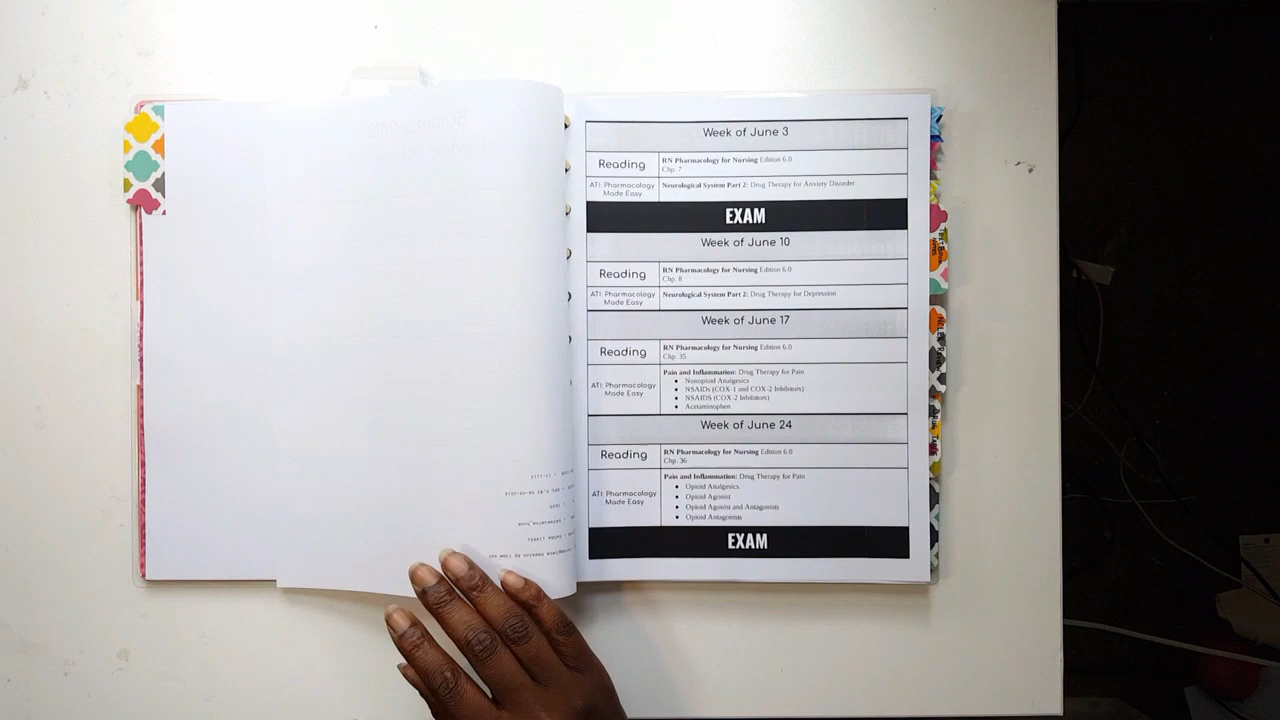 Week of June 3
Reading
RN Pharmacology for Nursing Edition 6.0
Chp. 7
ATI: Pharmacology
Made Easy
Neurological System Part 2: Drug Therapy for Anxiety Disorder
EXAM
Week of June 10
Reading
RN Pharmacology for Nursing Edition 6.0
Chp. 8
ATI: Pharmacology
Made Easy
Neurological System Part 2: Drug Therapy for Depression
Week of June 17
Reading
RN Pharmacology for Nursing Edition 6.0
Chp. 35
ATI: Pharmacology
Made Easy
Pain and Inflammation: Drug Therapy for Pain
● Nonopioid Analgesics
● NSAIDs (COX-1 and COX-2 Inhibitors)
● NSAIDS (COX-2 Inhibitors)
● Acetaminophen
Week of June 24
Reading
RN Pharmacology for Nursing Edition 6.0
Chp. 36
ATI: Pharmacology
Made Easy
Pain and Inflammation: Drug Therapy for Pain
● Opioid Analgesics
● Opioid Agonist
● Opioid Agonist and Antagonists
● Opioid Antagonists
EXAM